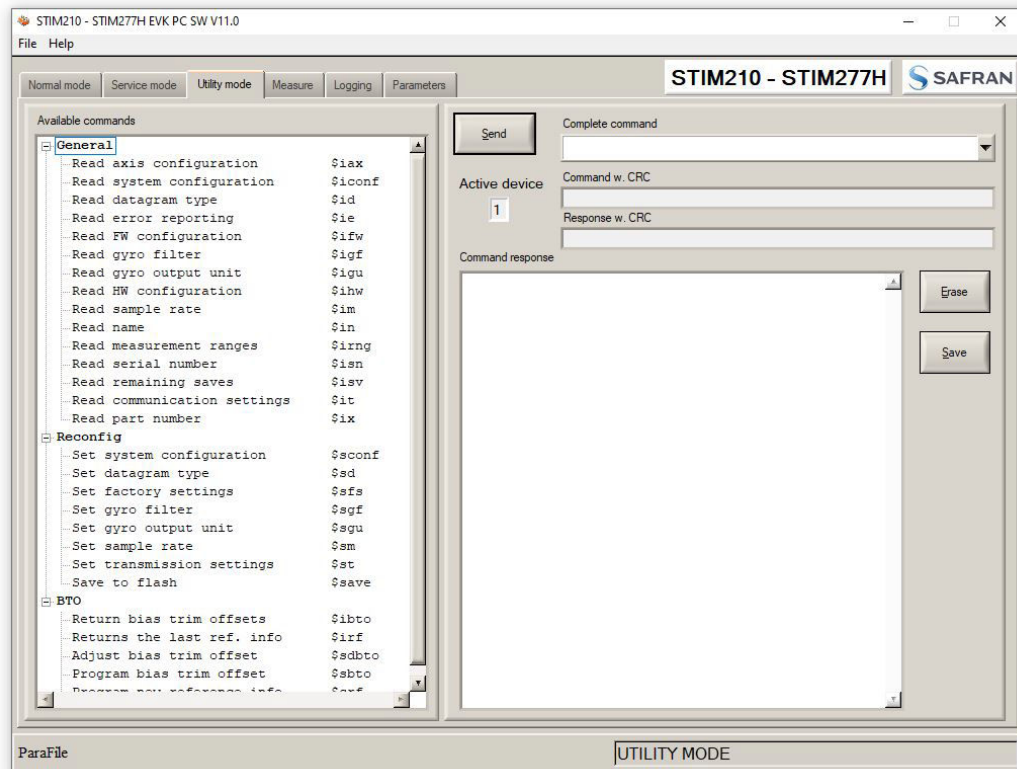 STIM210 - STIM277H EVK PC SW V11.0
File Help
Normal mode Service mode Utility mode Measure Logging Parameters
STIM210 - STIM277H
SAFRAN
Available commands
General
Read axis configuration $iax
Read system configuration $iconf
Read datagram type $id
Read error reporting $ie
Read FW configuration $ifw
Read gyro filter $igf
Read gyro output unit $igu
Read HW configuration $ihw
Read sample rate $im
Read name $in
Read measurement ranges $irng
Read serial number $isn
Read remaining saves $isv
Read communication settings $it
Read part number $ix
Reconfig
Set system configuration $sconf
Set datagram type $sd
Set factory settings $sfs
Set gyro filter $sgf
Set gyro output unit $sgu
Set sample rate $sm
Set transmission settings $st
Save to flash $save
BTO
Return bias trim offsets $ibto
Returns the last ref. info $irf
Adjust bias trim offset $sdbto
Program bias trim offset $sbto
Program new reference info
Send
Complete command
Active device
1
Command w. CRC
Response w. CRC
Command response
Erase
Save
ParaFile
UTILITY MODE